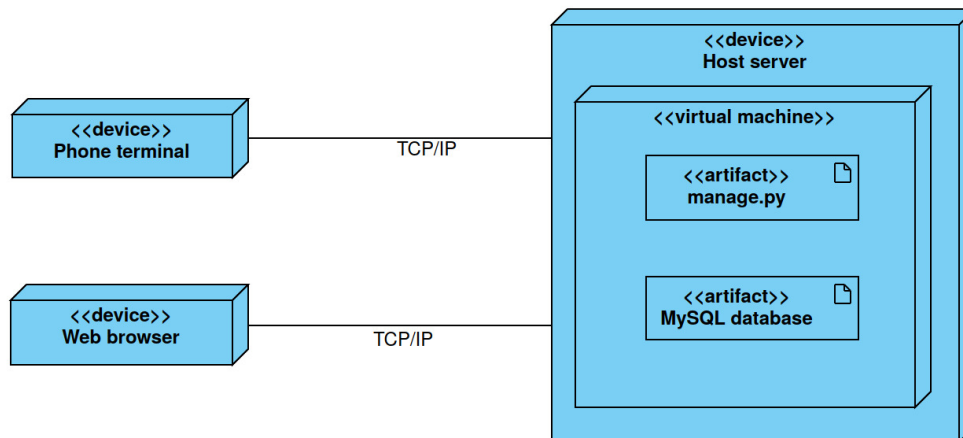 <<device>>
Host server
<<virtual machine>>
<<device>>
Phone terminal
TCP/IP
<<artifact>>
manage.py
<<artifact>>
MySQL database
<<device>>
Web browser
TCP/IP